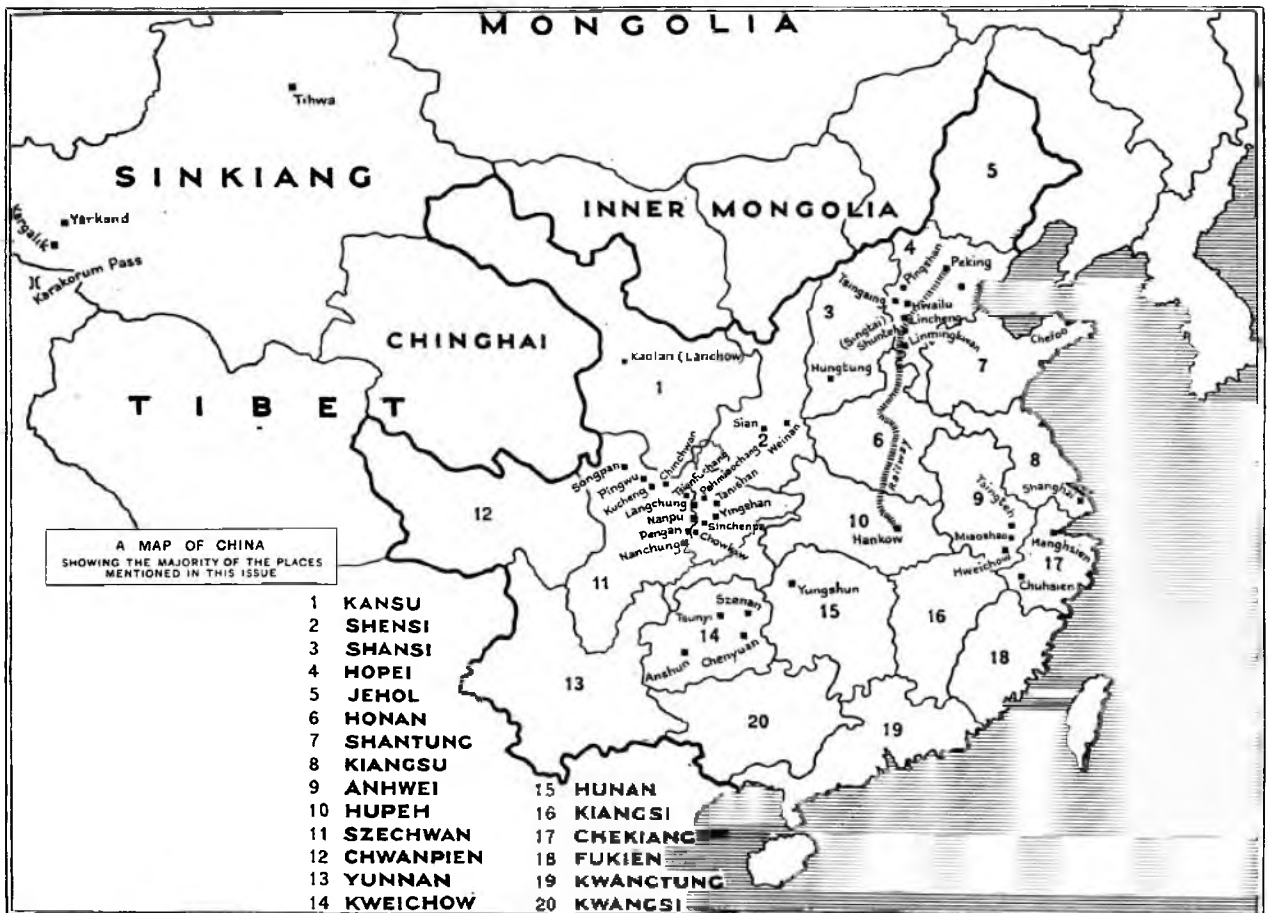 MONGOLIA
Tihwa
SINKIANG
Yarkand
Kargalik
Karakorum Pass
INNER MONGOLIA
5
4
Pingshan
Peking
Tsingsing
Hwailu
Lincheng
(Singtai)
Shunteh
Linmingkwan
3
Hungtung
7
Chefoo
CHINGHAI
TIBET
Kaolan (Lanchow)
1
Sian
2
Weinan
6
Railway
8
Shanghai
Songpan
Pingwu
Kucheng
Chinchwan
Tsienfuchang
Pehmiaochang
Tanishan
Langchung
Yingshan
Nanpu
Sinchenpa
Pengan
Chowkow
Nanchung
9
Tsingteh
Miaoshao
Hweichow
10
Hankow
Hanghsien
17
Chuhsien
12
11
A MAP OF CHINA
SHOWING THE MAJORITY OF THE PLACES
MENTIONED IN THIS ISSUE
Yungshun
15
16
18
Szenan
Tsunyi
14
Anshun
Chenyuan
13
20
19
1 KANSU
2 SHENSI
3 SHANSI
4 HOPEI
5 JEHOL
6 HONAN
7 SHANTUNG
8 KIANGSU
9 ANHWEI
10 HUPEH
11 SZECHWAN
12 CHWANPIEN
13 YUNNAN
14 KWEICHOW
15 HUNAN
16 KIANGSI
17 CHEKIANG
18 FUKIEN
19 KWANGTUNG
20 KWANGSI